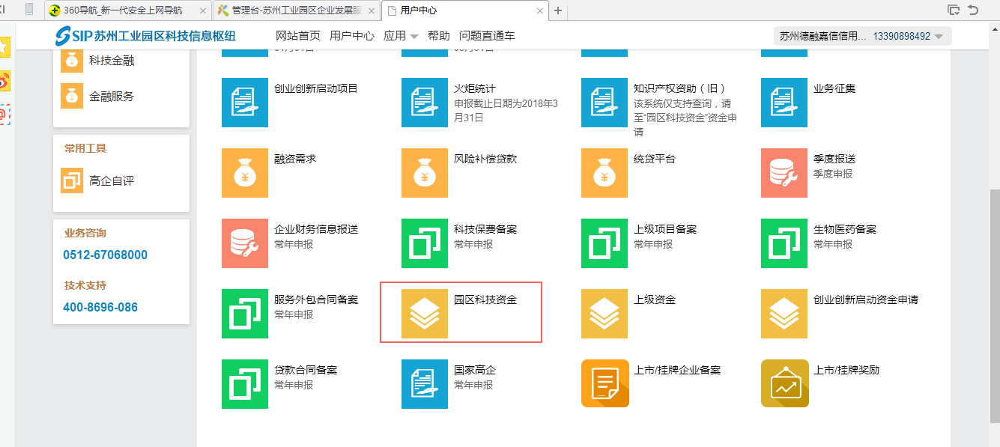 360导航_新一代安全上网导航
管理台-苏州工业园区企业发展服
用户中心
SIP苏州工业园区科技信息枢纽
网站首页 用户中心 应用 帮助 问题直通车
苏州德融嘉信信用... 13390898492
科技金融
金融服务
常用工具
高企自评
业务咨询
0512-67068000
技术支持
400-8696-086
创业创新启动项目
火炬统计
申报截止日期为2018年3
月31日
知识产权资助（旧）
该系统仅支持查询，请
至“园区科技资金”资金申
请
业务征集
融资需求
风险补偿贷款
统贷平台
季度报送
季度申报
企业财务信息报送
常年申报
科技保费备案
常年申报
上级项目备案
常年申报
生物医药备案
常年申报
服务外包合同备案
常年申报
园区科技资金
上级资金
创业创新启动资金申请
贷款合同备案
常年申报
国家高企
常年申报
上市/挂牌企业备案
上市/挂牌奖励